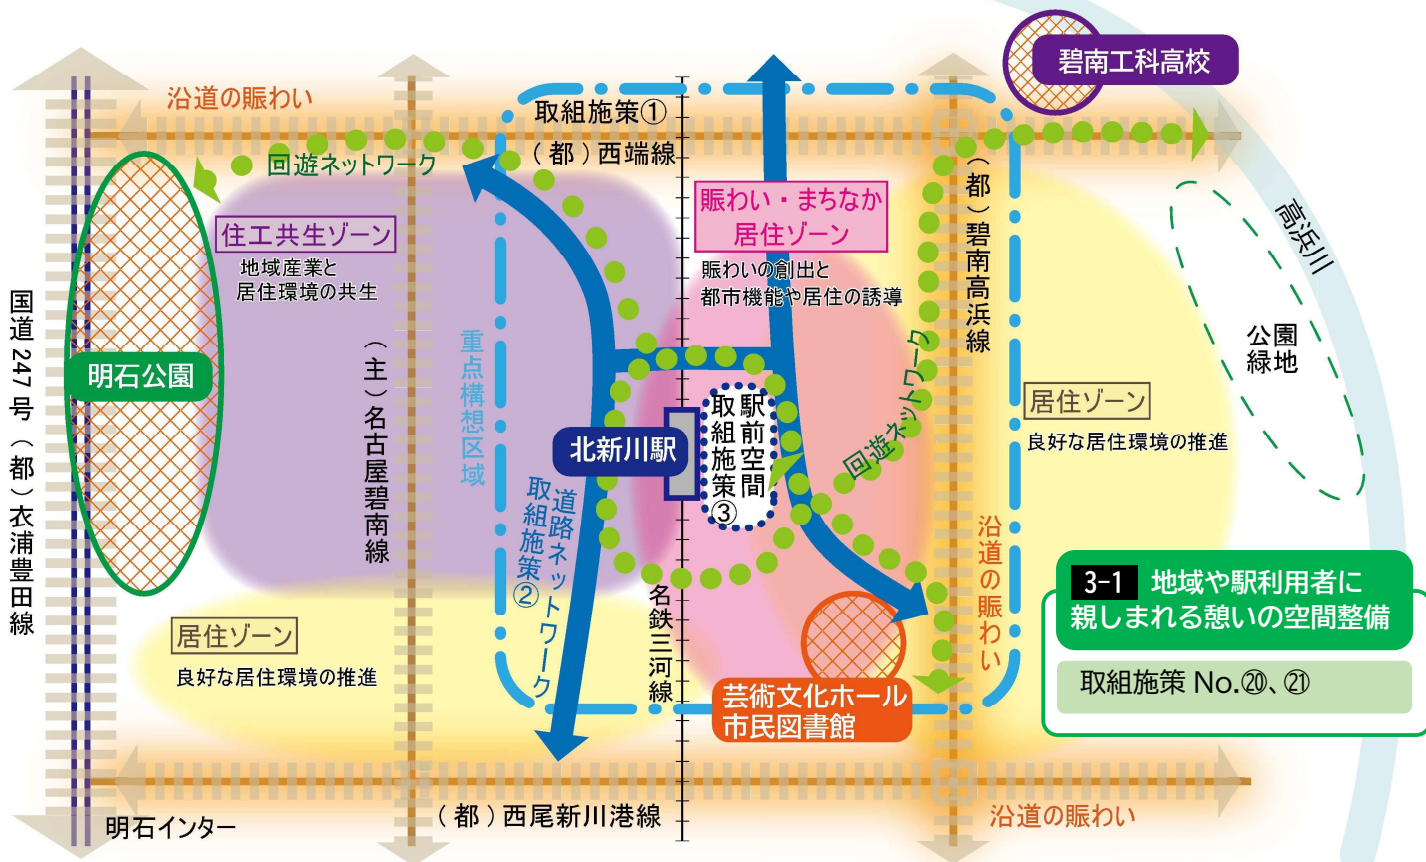 碧南工科高校
沿道の賑わい
取組施策①
(都)西端線
回遊ネットワーク
(都)碧南高浜線
高浜川
賑わい・まちなか
居住ゾーン
賑わいの創出と
都市機能や居住の誘導
住工共生ゾーン
地域産業と
居住環境の共生
国道247号(都)衣浦豊田線
明石公園
(主)名古屋碧南線
重点構想区域
公園
緑地
回遊ネットワーク
居住ゾーン
良好な居住環境の推進
駅前空間
取組施策③
北新川駅
道路ネットワーク
取組施策②
沿道の賑わい
名鉄三河線
3-1 地域や駅利用者に
親しまれる憩いの空間整備
取組施策 No.⑳、㉑
居住ゾーン
良好な居住環境の推進
芸術文化ホール
市民図書館
明石インター
(都)西尾新川港線
沿道の賑わい